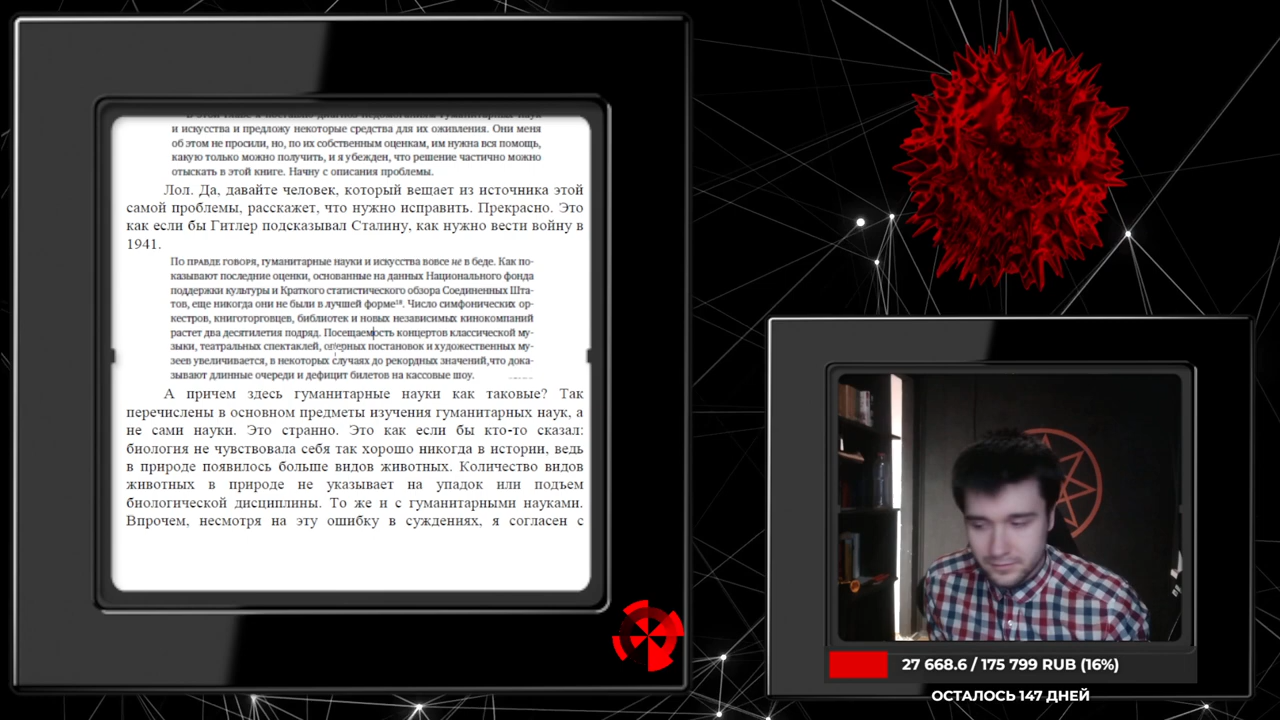 и искусства и предложу некоторые средства для их оживления. Они меня
об этом не просили, но, по их собственным оценкам, им нужна вся помощь,
какую только можно получить, и я убежден, что решение частично можно
отыскать в этой книге. Начну с описания проблемы.
Лол. Да, давайте человек, который вещает из источника этой
самой проблемы, расскажет, что нужно исправить. Прекрасно. Это
как если бы Гитлер подсказывал Сталину, как нужно вести войну в
1941.
По правде говоря, гуманитарные науки и искусства вовсе не в беде. Как по-
казывают последние оценки, основанные на данных Национального фонда
поддержки культуры и Краткого статистического обзора Соединенных Шта-
тов, еще никогда они не были в лучшей форме¹⁸. Число симфонических ор-
кестров, книготорговцев, библиотек и новых независимых кинокомпаний
растет два десятилетия подряд. Посещаемость концертов классической му-
зыки, театральных спектаклей, оперных постановок и художественных му-
зеев увеличивается, в некоторых случаях до рекордных значений,что дока-
зывают длинные очереди и дефицит билетов на кассовые шоу.
А причем здесь гуманитарные науки как таковые? Так
перечислены в основном предметы изучения гуманитарных наук, а
не сами науки. Это странно. Это как если бы кто-то сказал:
биология не чувствовала себя так хорошо никогда в истории, ведь
в природе появилось больше видов животных. Количество видов
животных в природе не указывает на упадок или подъем
биологической дисциплины. То же и с гуманитарными науками.
Впрочем, несмотря на эту ошибку в суждениях, я согласен с
27 668.6 / 175 799 RUB (16%)
ОСТАЛОСЬ 147 ДНЕЙ